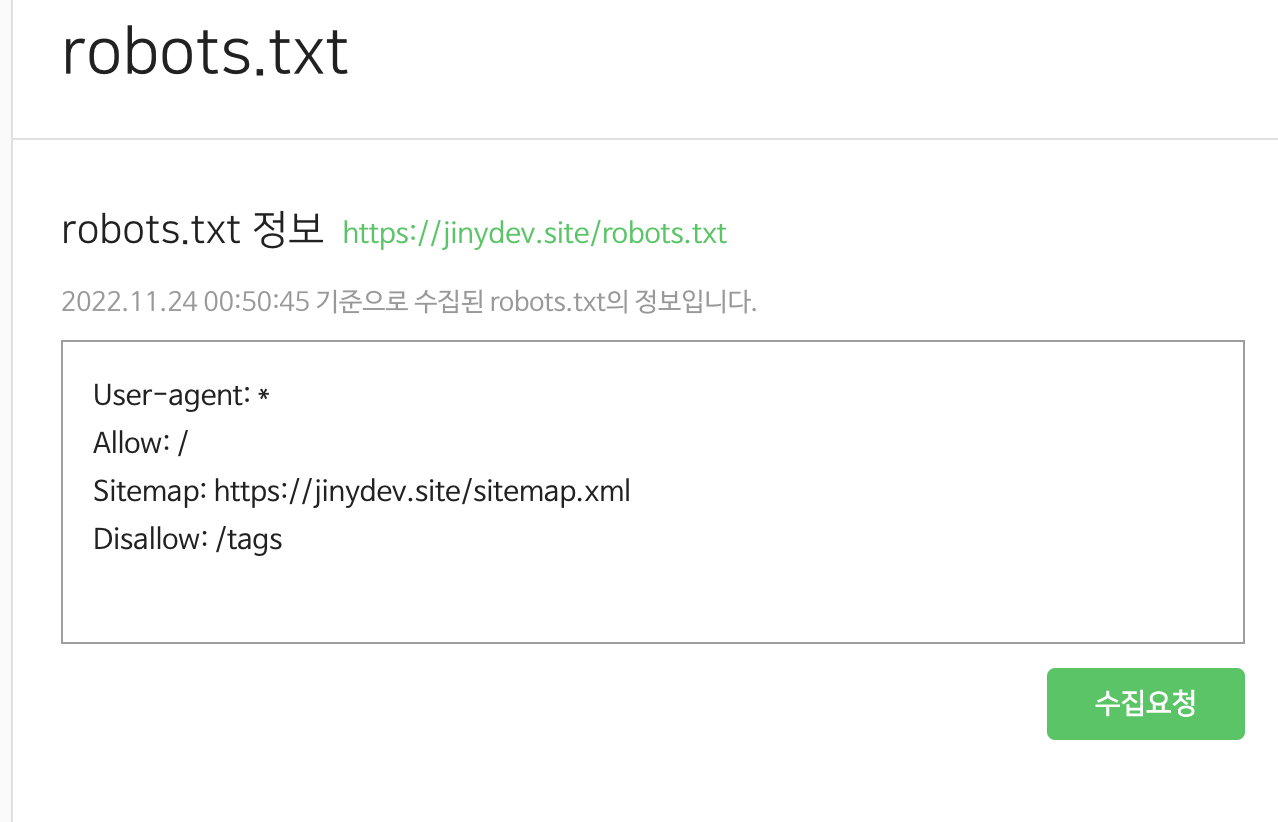 robots.txt
robots.txt 정보 https://jinydev.site/robots.txt
2022.11.24 00:50:45 기준으로 수집된 robots.txt의 정보입니다.
User-agent: *
Allow: /
Sitemap: https://jinydev.site/sitemap.xml
Disallow: /tags
수집요청